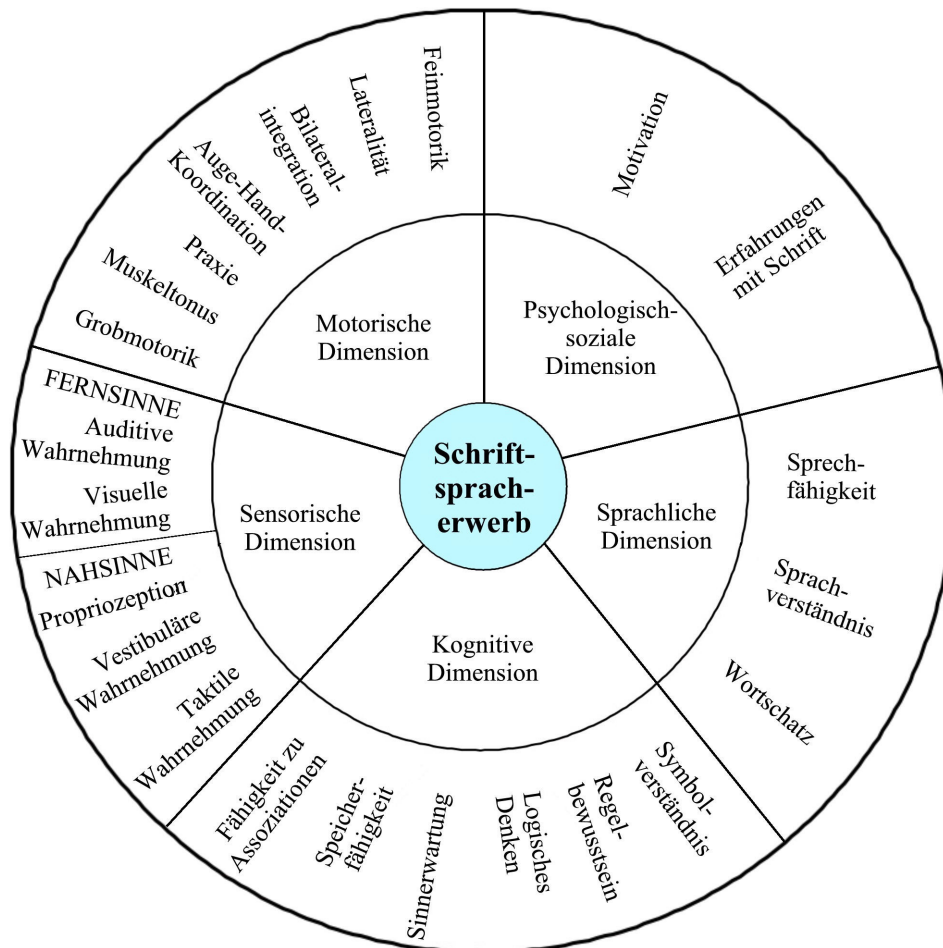 Schrift-
sprach-
erwerb
Psychologisch-
soziale
Dimension
Motivation
Erfahrungen
mit Schrift
Sprachliche
Dimension
Sprech-
fähigkeit
Sprach-
verständnis
Wortschatz
Kognitive
Dimension
Symbol-
verständnis
Regel-
bewusstsein
Logisches
Denken
Sinnerwartung
Speicher-
fähigkeit
Fähigkeit zu
Assoziationen
Sensorische
Dimension
NAHSINNE
Propriozeption
Vestibuläre
Wahrnehmung
Taktile
Wahrnehmung
FERNSINNE
Auditive
Wahrnehmung
Visuelle
Wahrnehmung
Motorische
Dimension
Grobmotorik
Muskeltonus
Praxie
Auge-Hand-
Koordination
Bilateral-
integration
Lateralität
Feinmotorik